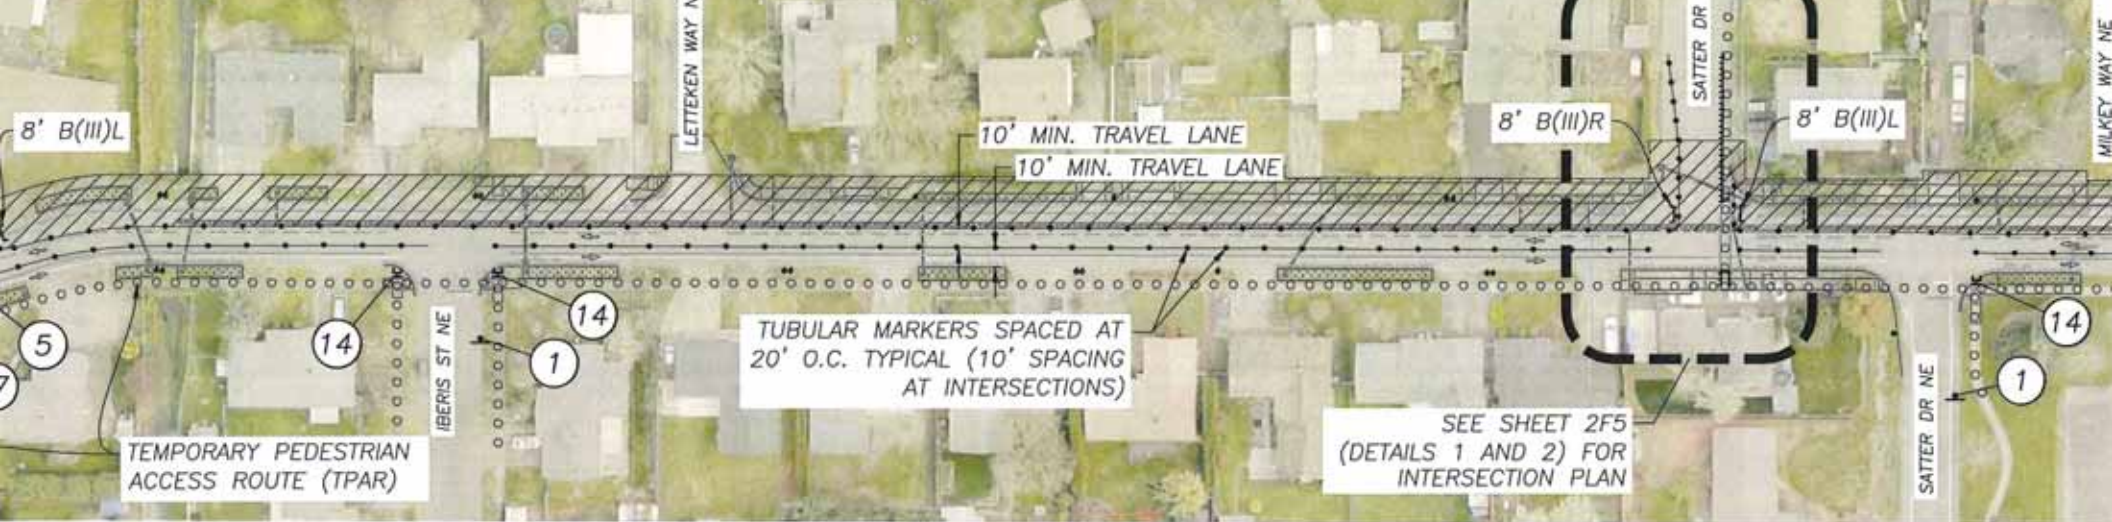 LETTEKEN WAY N
SATTER DR
MILKEY WAY NE
8' B(III)L
10' MIN. TRAVEL LANE
10' MIN. TRAVEL LANE
8' B(III)R
8' B(III)L
5
7
14
IBERIS ST NE
14
1
TUBULAR MARKERS SPACED AT
20' O.C. TYPICAL (10' SPACING
AT INTERSECTIONS)
14
1
SATTER DR NE
TEMPORARY PEDESTRIAN
ACCESS ROUTE (TPAR)
SEE SHEET 2F5
(DETAILS 1 AND 2) FOR
INTERSECTION PLAN